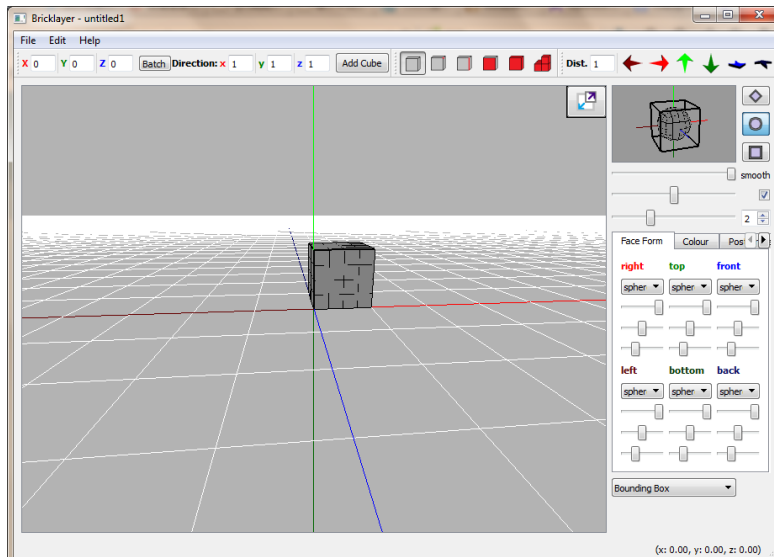 Bricklayer - untitled1
File Edit Help
X 0 Y 0 Z 0 Batch Direction: x 1 y 1 z 1 Add Cube Dist. 1
smooth
2
Face Form Colour Pos
right top front
spher spher spher
left bottom back
spher spher spher
Bounding Box
(x: 0.00, y: 0.00, z: 0.00)